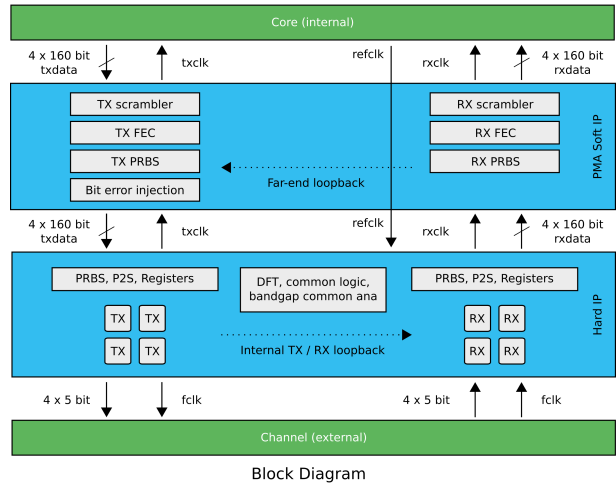 Core (internal)
4 x 160 bit
txdata
txclk
refclk
rxclk
4 x 160 bit
rxdata
TX scrambler
TX FEC
TX PRBS
Bit error injection
Far-end loopback
RX scrambler
RX FEC
RX PRBS
PMA Soft IP
4 x 160 bit
txdata
txclk
refclk
rxclk
4 x 160 bit
rxdata
PRBS, P2S, Registers
DFT, common logic,
bandgap common ana
PRBS, P2S, Registers
TX TX
TX TX
Internal TX / RX loopback
RX RX
RX RX
Hard IP
4 x 5 bit
fclk
4 x 5 bit
fclk
Channel (external)
Block Diagram